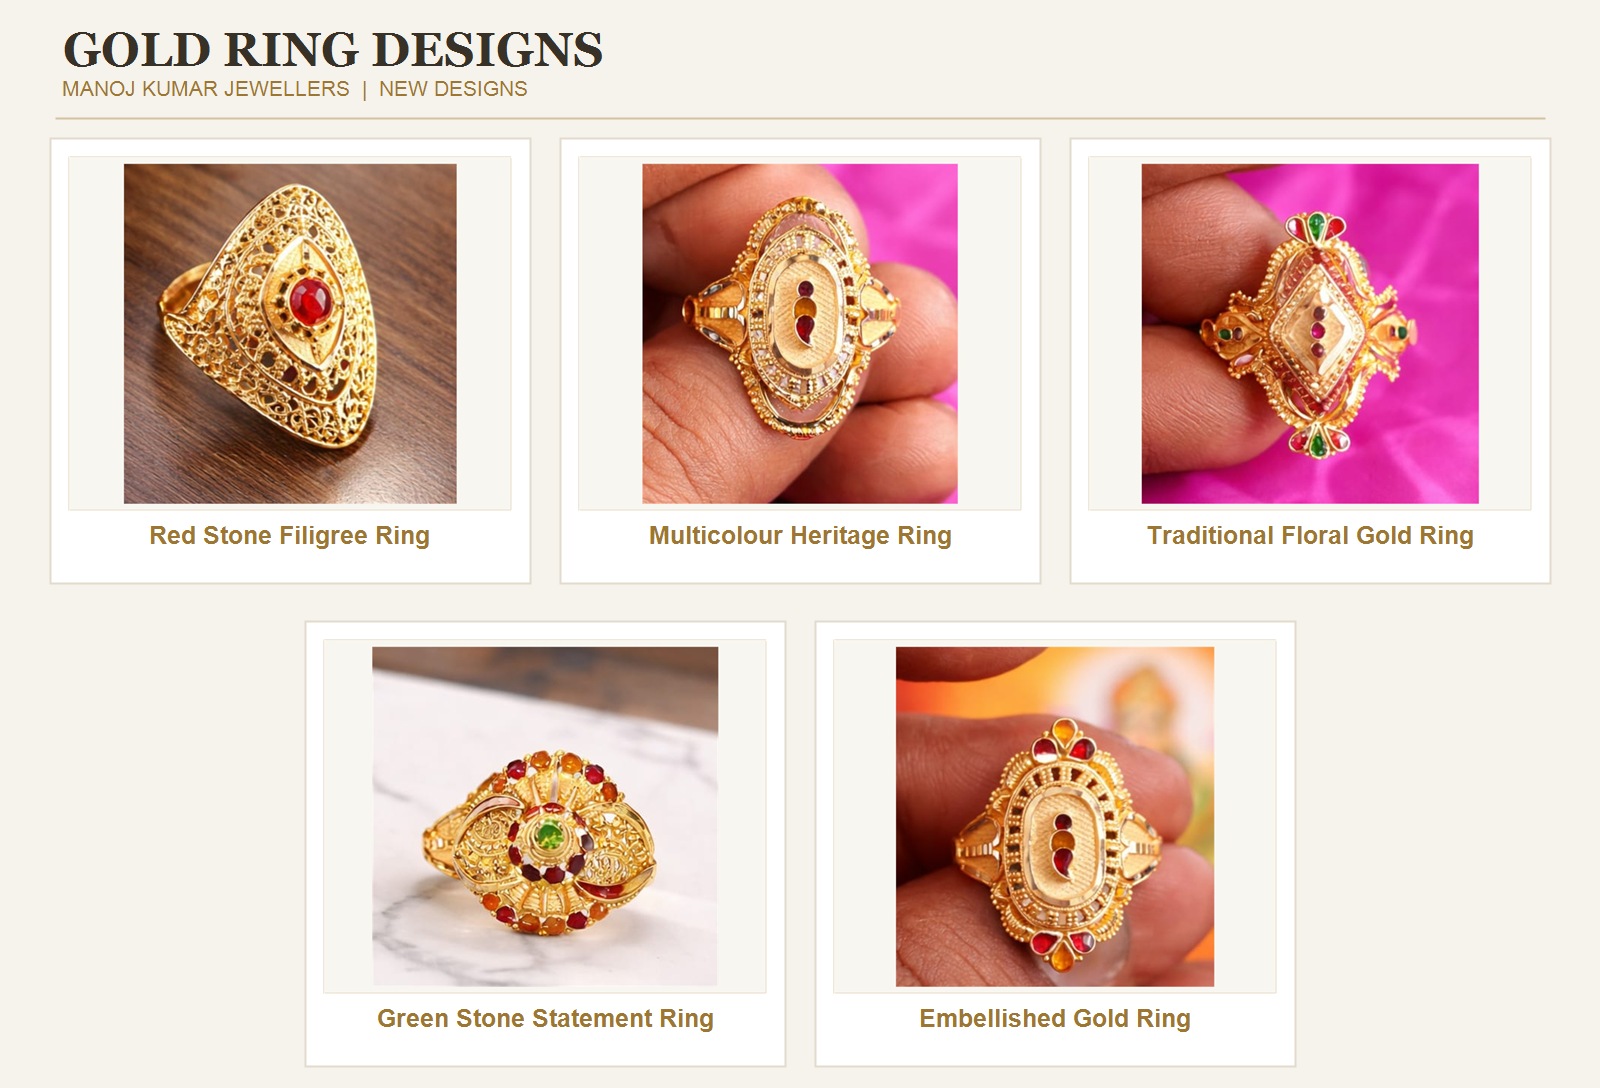 GOLD RING DESIGNS
MANOJ KUMAR JEWELLERS | NEW DESIGNS
Red Stone Filigree Ring
Multicolour Heritage Ring
Traditional Floral Gold Ring
Green Stone Statement Ring
Embellished Gold Ring